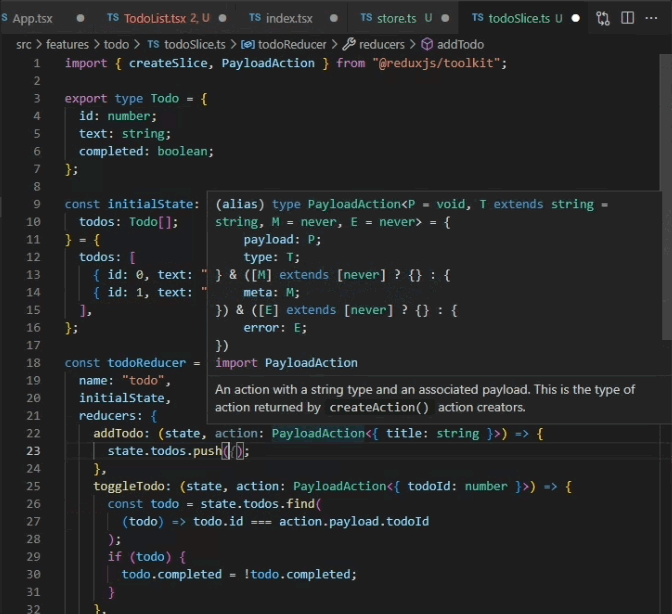 App.tsx TS TodoList.tsx 2, U TS index.tsx TS store.ts U TS todoSlice.ts U
src > features > todo > TS todoSlice.ts > todoReducer > reducers > addTodo
1 import { createSlice, PayloadAction } from "@reduxjs/toolkit";
2
3 export type Todo = {
4 id: number;
5 text: string;
6 completed: boolean;
7 };
8
9 const initialState:
10 todos: Todo[];
11 } = {
12 todos: [
13 { id: 0, text: "
14 { id: 1, text: "
15 ],
16 };
17
18 const todoReducer =
19 name: "todo",
20 initialState,
21 reducers: {
(alias) type PayloadAction<P = void, T extends string =
string, M = never, E = never> = {
payload: P;
type: T;
} & ([M] extends [never] ? {} : {
meta: M;
}) & ([E] extends [never] ? {} : {
error: E;
})
import PayloadAction
An action with a string type and an associated payload. This is the type of
action returned by createAction() action creators.
22 addTodo: (state, action: PayloadAction<{ title: string }>) => {
23 state.todos.push();
24 },
25 toggleTodo: (state, action: PayloadAction<{ todoId: number }>) => {
26 const todo = state.todos.find(
27 (todo) => todo.id === action.payload.todoId
28 );
29 if (todo) {
30 todo.completed = !todo.completed;
31 }
32 },